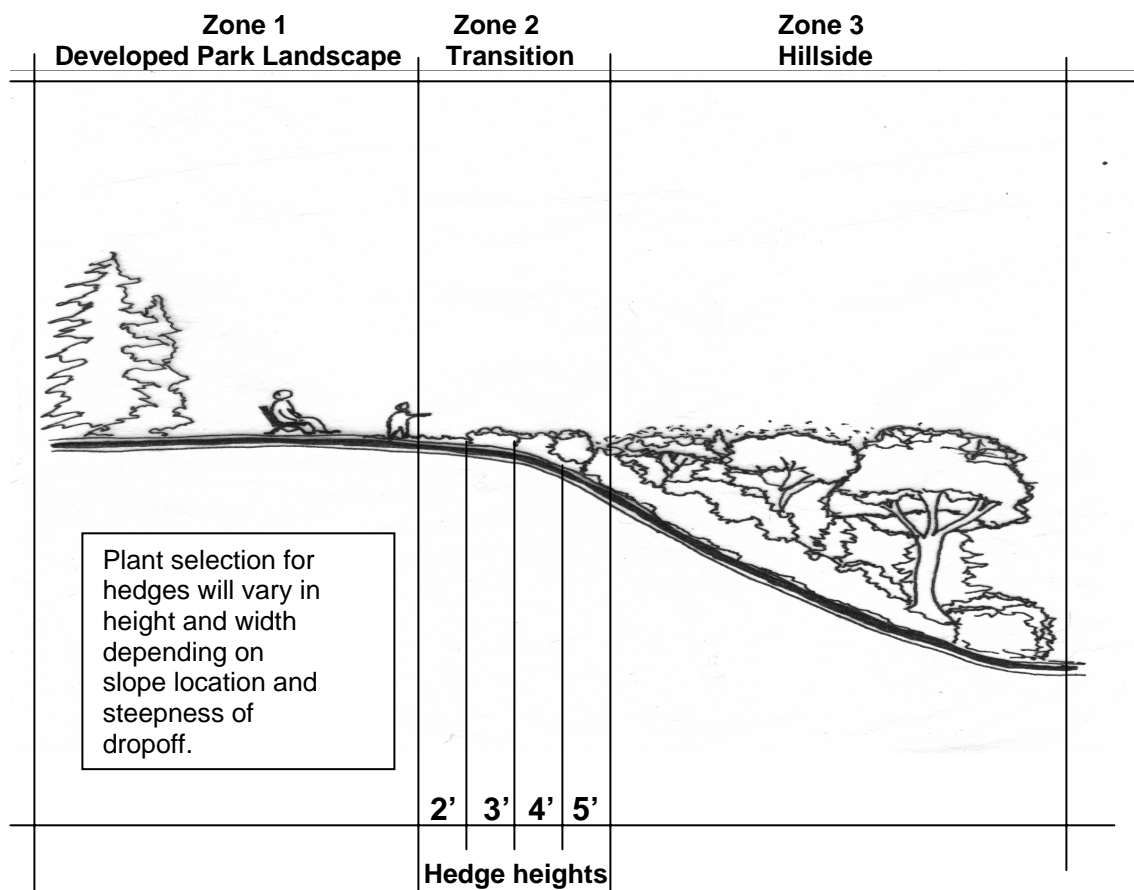 Zone 1
Developed Park Landscape
Zone 2
Transition
Zone 3
Hillside
Plant selection for
hedges will vary in
height and width
depending on
slope location and
steepness of
dropoff.
2’ 3’ 4’ 5’
Hedge heights